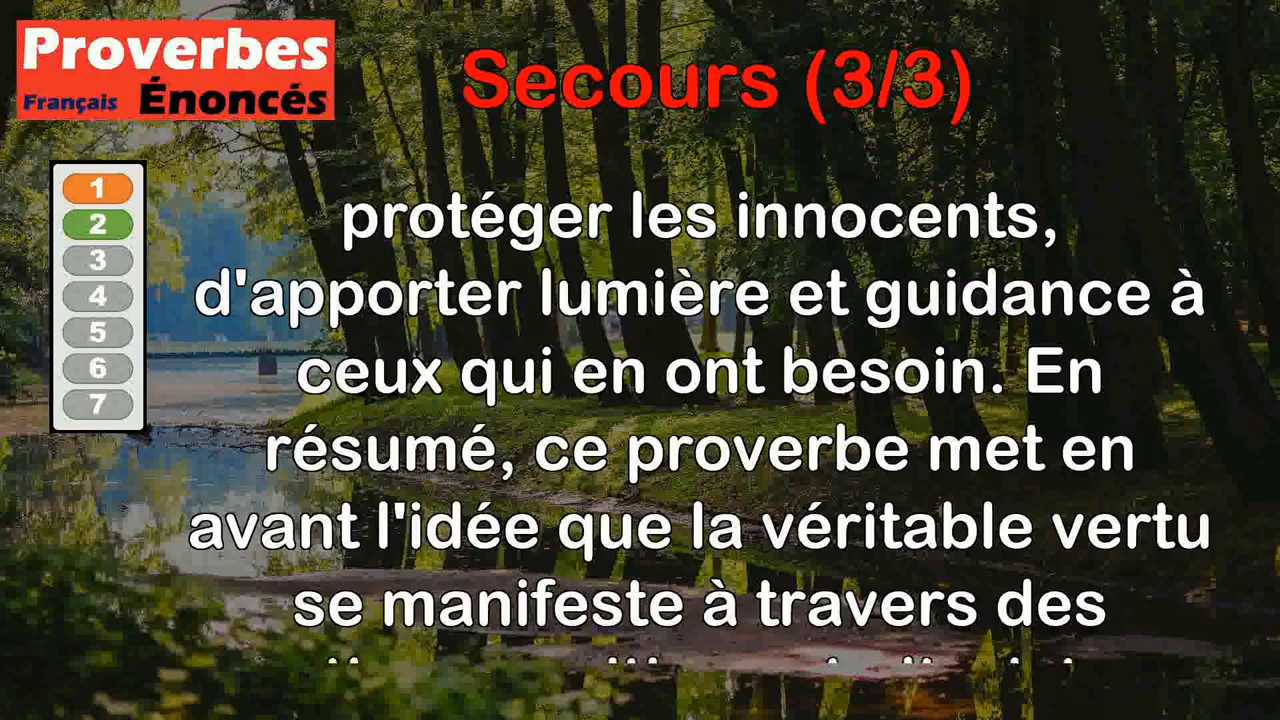 Proverbes
Français Énoncés
Secours (3/3)
1
2
3
4
5
6
7
protéger les innocents,
d'apporter lumière et guidance à
ceux qui en ont besoin. En
résumé, ce proverbe met en
avant l'idée que la véritable vertu
se manifeste à travers des